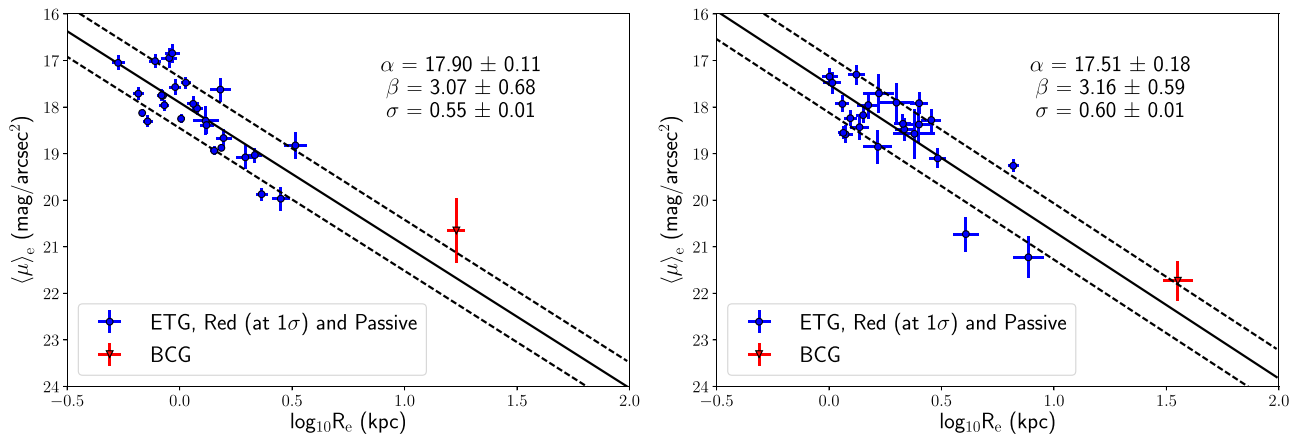 16
17
18
19
20
21
22
23
24
⟨μ⟩e (mag/arcsec²)
α = 17.90 ± 0.11
β = 3.07 ± 0.68
σ = 0.55 ± 0.01
ETG, Red (at 1σ) and Passive
BCG
−0.5 0.0 0.5 1.0 1.5 2.0
log₁₀Rₑ (kpc)
16
17
18
19
20
21
22
23
24
⟨μ⟩e (mag/arcsec²)
α = 17.51 ± 0.18
β = 3.16 ± 0.59
σ = 0.60 ± 0.01
ETG, Red (at 1σ) and Passive
BCG
−0.5 0.0 0.5 1.0 1.5 2.0
log₁₀Rₑ (kpc)